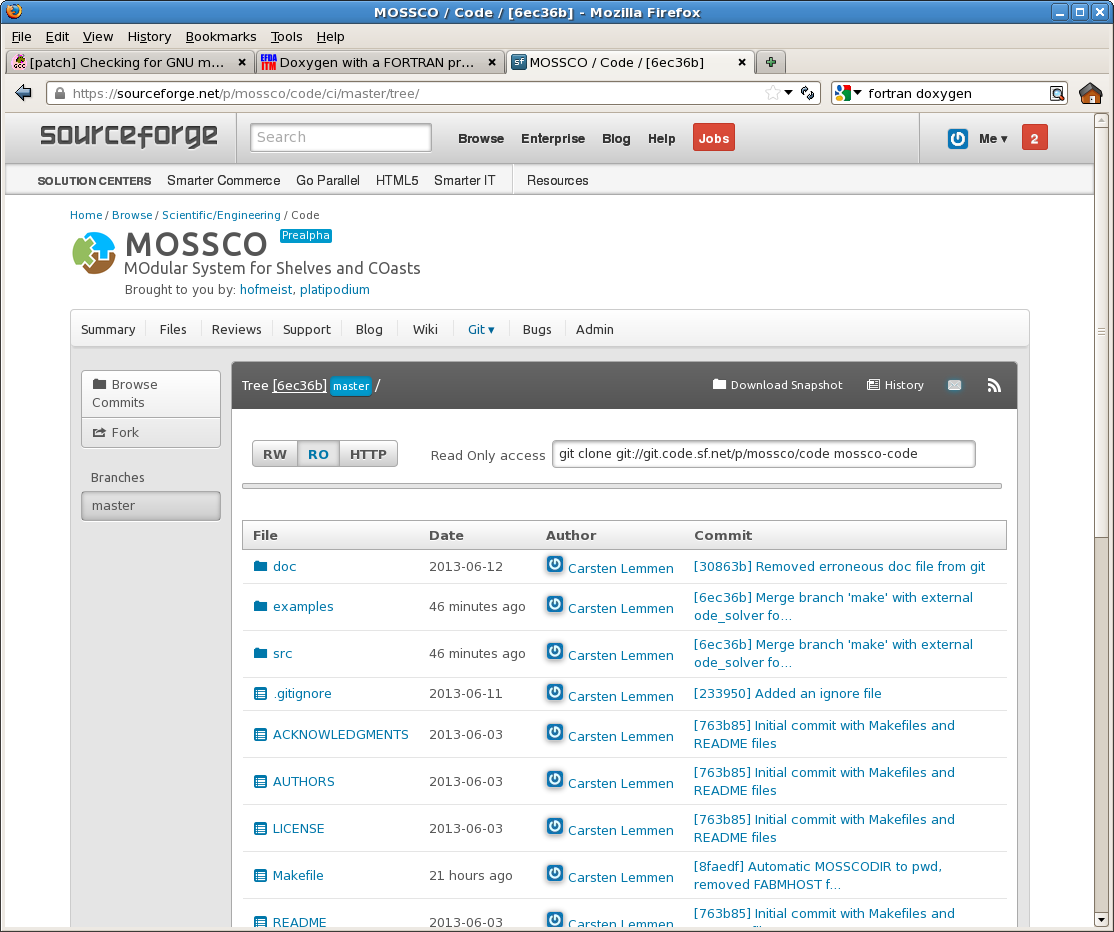 MOSSCO / Code / [6ec36b] - Mozilla Firefox
File Edit View History Bookmarks Tools Help
GCC [patch] Checking for GNU m... EFDA ITM Doxygen with a FORTRAN pr... sf MOSSCO / Code / [6ec36b]
https://sourceforge.net/p/mossco/code/ci/master/tree/ fortran doxygen
sourceforge Search Browse Enterprise Blog Help Jobs Me ▾ 2
SOLUTION CENTERS Smarter Commerce Go Parallel HTML5 Smarter IT Resources
Home / Browse / Scientific/Engineering / Code
MOSSCO Prealpha
MOdular System for Shelves and COasts
Brought to you by: hofmeist, platipodium
Summary Files Reviews Support Blog Wiki Git ▾ Bugs Admin
Browse
Commits
Fork
Branches
master
Tree [6ec36b] master / Download Snapshot History
RW RO HTTP Read Only access git clone git://git.code.sf.net/p/mossco/code mossco-code
File Date Author Commit
doc 2013-06-12 Carsten Lemmen [30863b] Removed erroneous doc file from git
examples 46 minutes ago Carsten Lemmen [6ec36b] Merge branch 'make' with external
ode_solver fo...
src 46 minutes ago Carsten Lemmen [6ec36b] Merge branch 'make' with external
ode_solver fo...
.gitignore 2013-06-11 Carsten Lemmen [233950] Added an ignore file
ACKNOWLEDGMENTS 2013-06-03 Carsten Lemmen [763b85] Initial commit with Makefiles and
README files
AUTHORS 2013-06-03 Carsten Lemmen [763b85] Initial commit with Makefiles and
README files
LICENSE 2013-06-03 Carsten Lemmen [763b85] Initial commit with Makefiles and
README files
Makefile 21 hours ago Carsten Lemmen [8faedf] Automatic MOSSCODIR to pwd,
removed FABMHOST f...
README 2013-06-03 Carsten Lemmen [763b85] Initial commit with Makefiles and